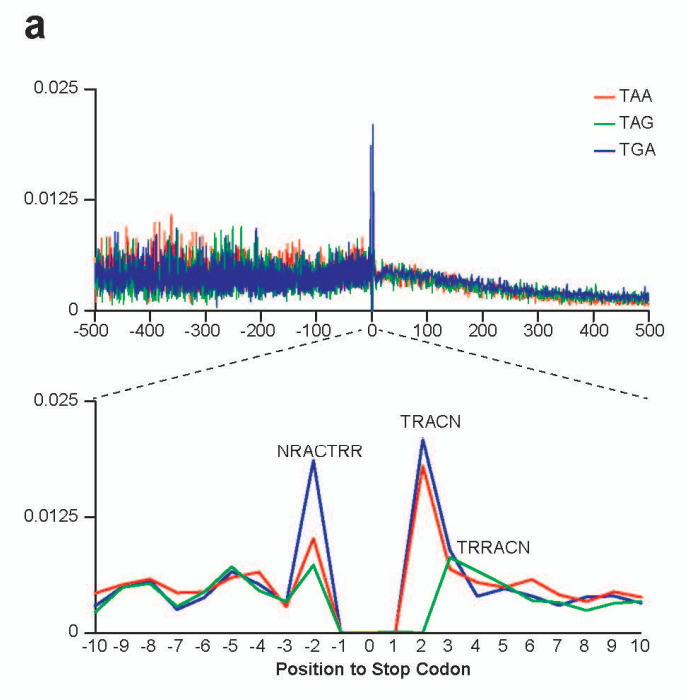 a
0.025
TAA
TAG
TGA
0.0125
0
-500 -400 -300 -200 -100 0 100 200 300 400 500
0.025
TRACN
NRACTRR
0.0125
TRRACN
0
-10 -9 -8 -7 -6 -5 -4 -3 -2 -1 0 1 2 3 4 5 6 7 8 9 10
Position to Stop Codon